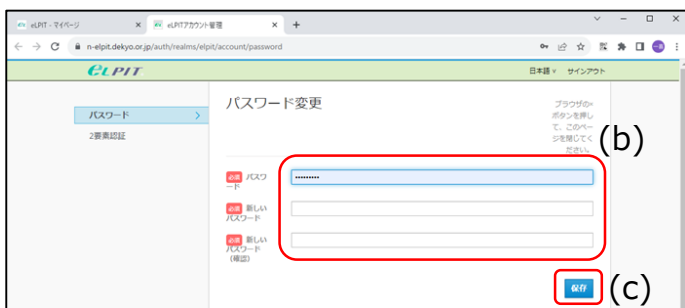 eLPIT - マイページ
eLPITアカウント管理
n-elpit.dekyo.or.jp/auth/realms/elpit/account/password
eLPIT
日本語 サインアウト
パスワード
2要素認証
パスワード変更
ブラウザの×
ボタンを押し
て、このペー
ジを閉じてく
ださい。
(b)
必須 パスワ
ード
•••••••••
必須 新しい
パスワード
必須 新しい
パスワード
(確認)
保存
(c)